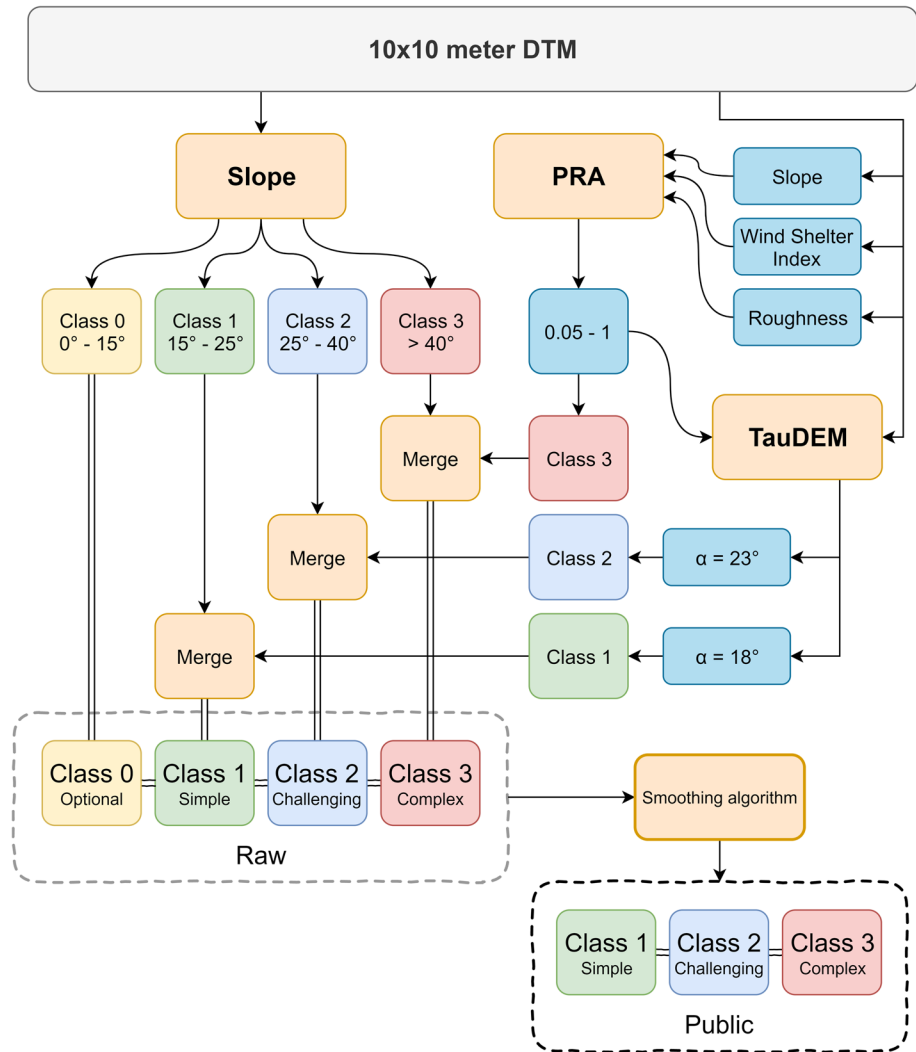 10x10 meter DTM
Slope
PRA
Slope
Wind Shelter
Index
Roughness
Class 0
0° - 15°
Class 1
15° - 25°
Class 2
25° - 40°
Class 3
> 40°
0.05 - 1
TauDEM
Merge
Class 3
Merge
Class 2
α = 23°
Merge
Class 1
α = 18°
Class 0
Optional
Class 1
Simple
Class 2
Challenging
Class 3
Complex
Raw
Smoothing algorithm
Class 1
Simple
Class 2
Challenging
Class 3
Complex
Public